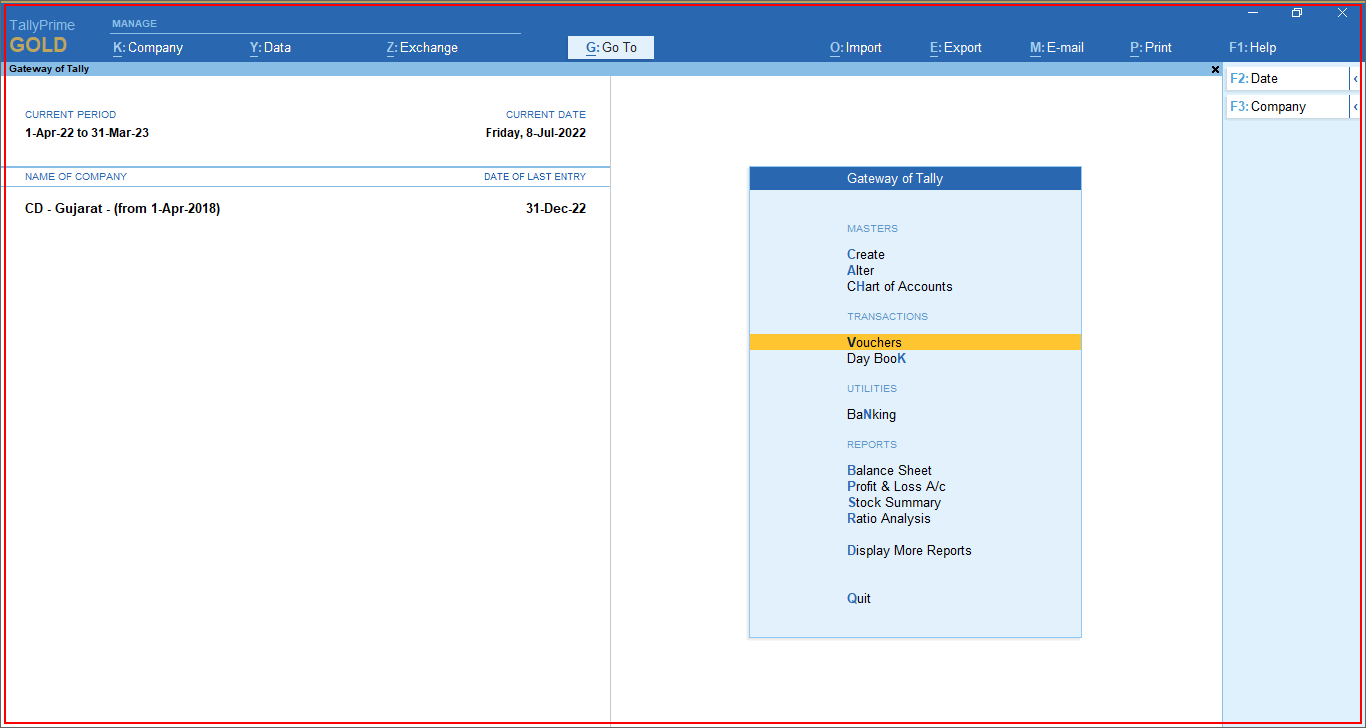 TallyPrime
GOLD
MANAGE
K: Company
Y: Data
Z: Exchange
G: Go To
O: Import
E: Export
M: E-mail
P: Print
F1: Help
Gateway of Tally
F2: Date
F3: Company
CURRENT PERIOD
CURRENT DATE
1-Apr-22 to 31-Mar-23
Friday, 8-Jul-2022
NAME OF COMPANY
DATE OF LAST ENTRY
CD - Gujarat - (from 1-Apr-2018)
31-Dec-22
Gateway of Tally
MASTERS
Create
Alter
CHart of Accounts
TRANSACTIONS
Vouchers
Day BooK
UTILITIES
BaNking
REPORTS
Balance Sheet
Profit & Loss A/c
Stock Summary
Ratio Analysis
Display More Reports
Quit